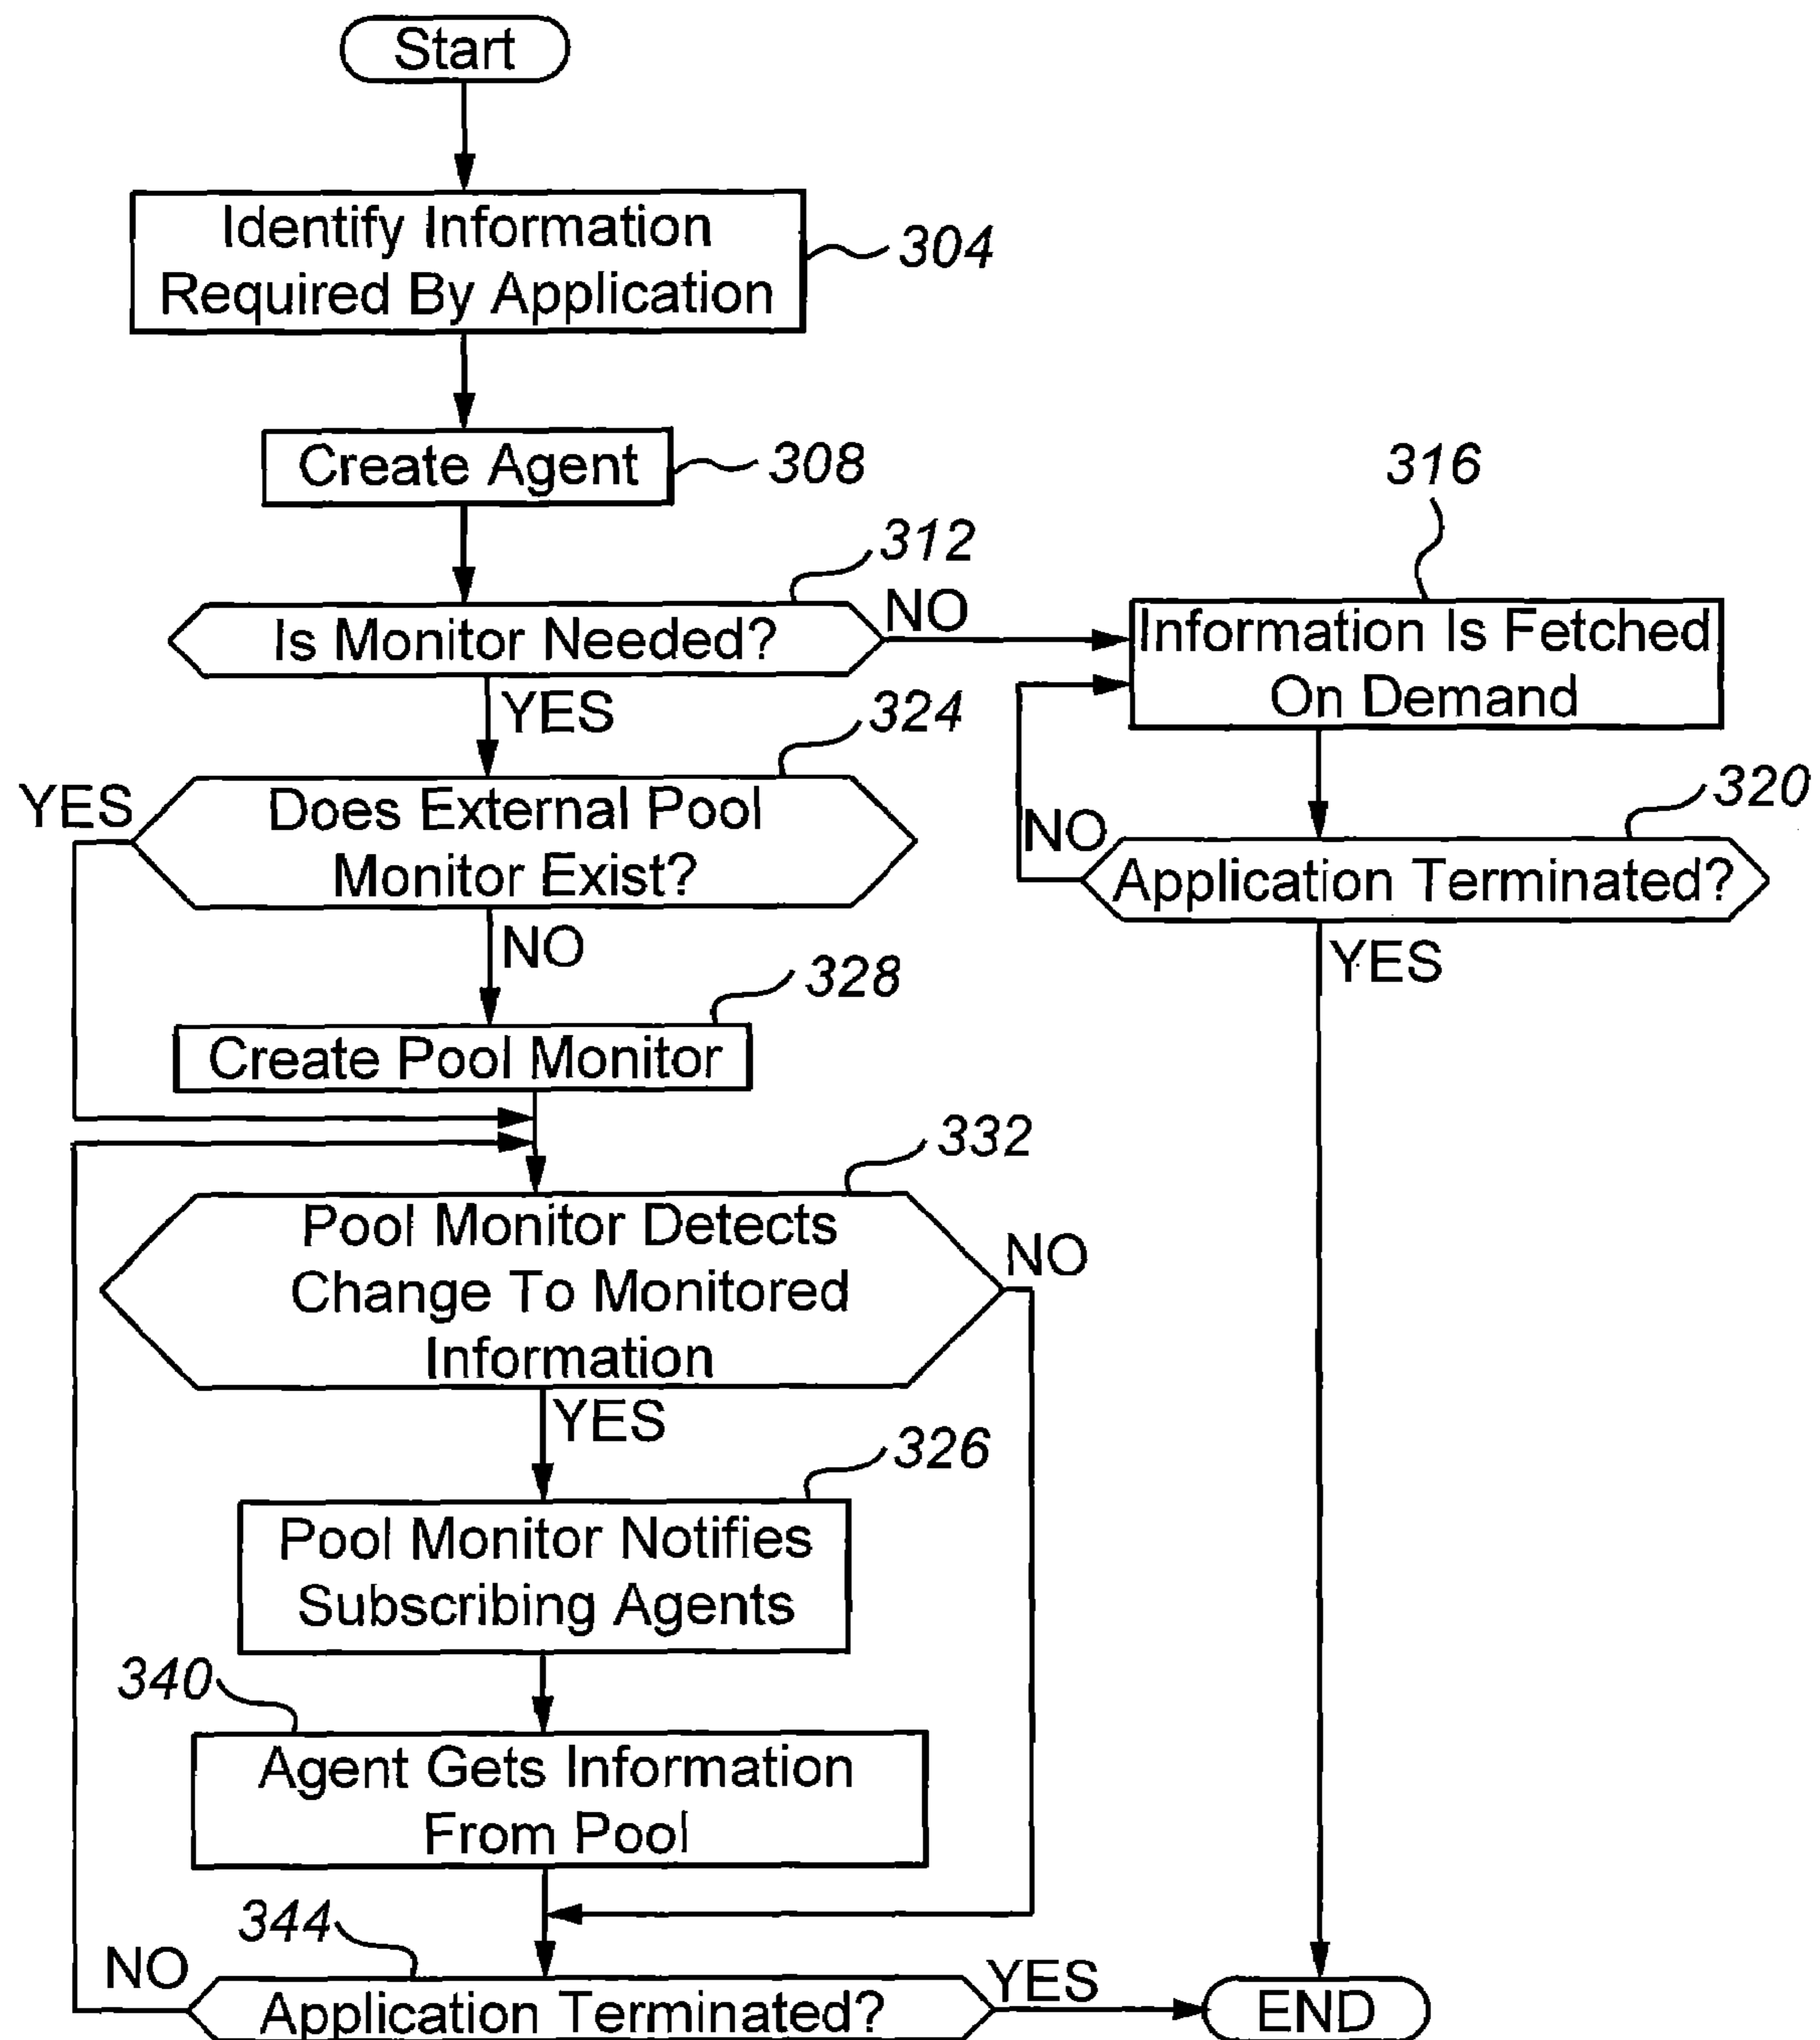 Start
Identify Information
Required By Application
304
Create Agent
308
312
316
Is Monitor Needed?
NO
Information Is Fetched
On Demand
YES
324
320
YES
Does External Pool
Monitor Exist?
NO
Application Terminated?
NO
YES
328
Create Pool Monitor
332
Pool Monitor Detects
Change To Monitored
Information
NO
YES
326
Pool Monitor Notifies
Subscribing Agents
340
Agent Gets Information
From Pool
344
NO
Application Terminated?
YES
END